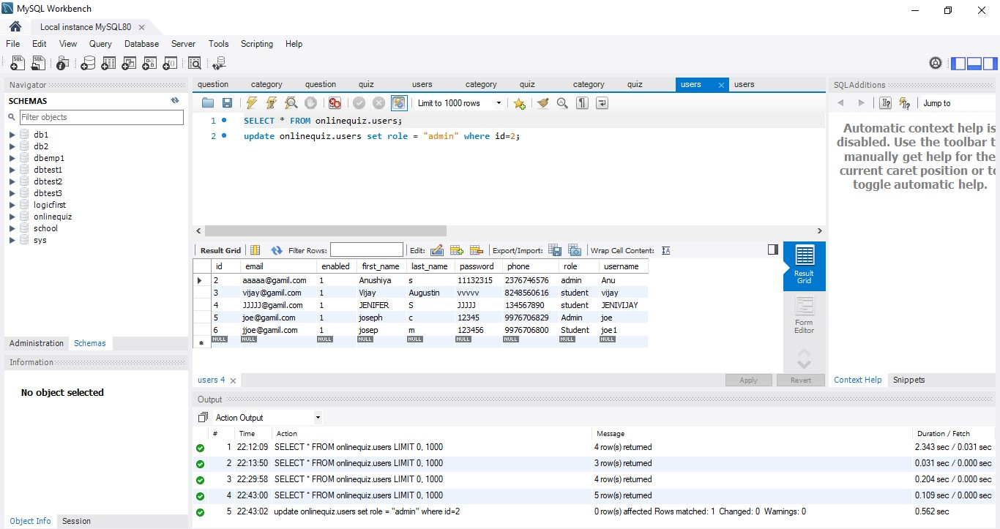 MySQL Workbench
Local instance MySQL80
File Edit View Query Database Server Tools Scripting Help
Navigator
SCHEMAS
Filter objects
db1
db2
dbemp1
dbtest1
dbtest2
dbtest3
logicfirst
onlinequiz
school
sys
Administration Schemas
Information
No object selected
Object Info Session
question category question quiz users category quiz category quiz users users
Limit to 1000 rows
1 SELECT * FROM onlinequiz.users;
2 update onlinequiz.users set role = "admin" where id=2;
Result Grid Filter Rows: Edit: Export/Import: Wrap Cell Content:
id email enabled first_name last_name password phone role username
2 aaaaa@gamil.com 1 Anushiya s 11132315 2376746576 admin Anu
3 vijay@gamil.com 1 Vijay Augustin vvvvv 8248560616 student vijay
4 JJJJJ@gamil.com 1 JENIFER S JJJJJ 134567890 student JENIVIJAY
5 joe@gamil.com 1 joseph c 12345 9976706829 Admin joe
6 jjoe@gamil.com 1 josep m 123456 9976706800 Student joe1
NULL NULL NULL NULL NULL NULL NULL NULL NULL
Result
Grid
Form
Editor
users 4 Apply Revert
SQLAdditions
Jump to
Automatic context help is
disabled. Use the toolbar t
manually get help for the
current caret position or to
toggle automatic help.
Context Help Snippets
Output
Action Output
# Time Action Message Duration / Fetch
1 22:12:09 SELECT * FROM onlinequiz.users LIMIT 0, 1000 4 row(s) returned 2.343 sec / 0.031 sec
2 22:13:50 SELECT * FROM onlinequiz.users LIMIT 0, 1000 3 row(s) returned 0.031 sec / 0.000 sec
3 22:29:58 SELECT * FROM onlinequiz.users LIMIT 0, 1000 4 row(s) returned 0.204 sec / 0.000 sec
4 22:43:00 SELECT * FROM onlinequiz.users LIMIT 0, 1000 5 row(s) returned 0.109 sec / 0.000 sec
5 22:43:02 update onlinequiz.users set role = "admin" where id=2 0 row(s) affected Rows matched: 1 Changed: 0 Warnings: 0 0.562 sec